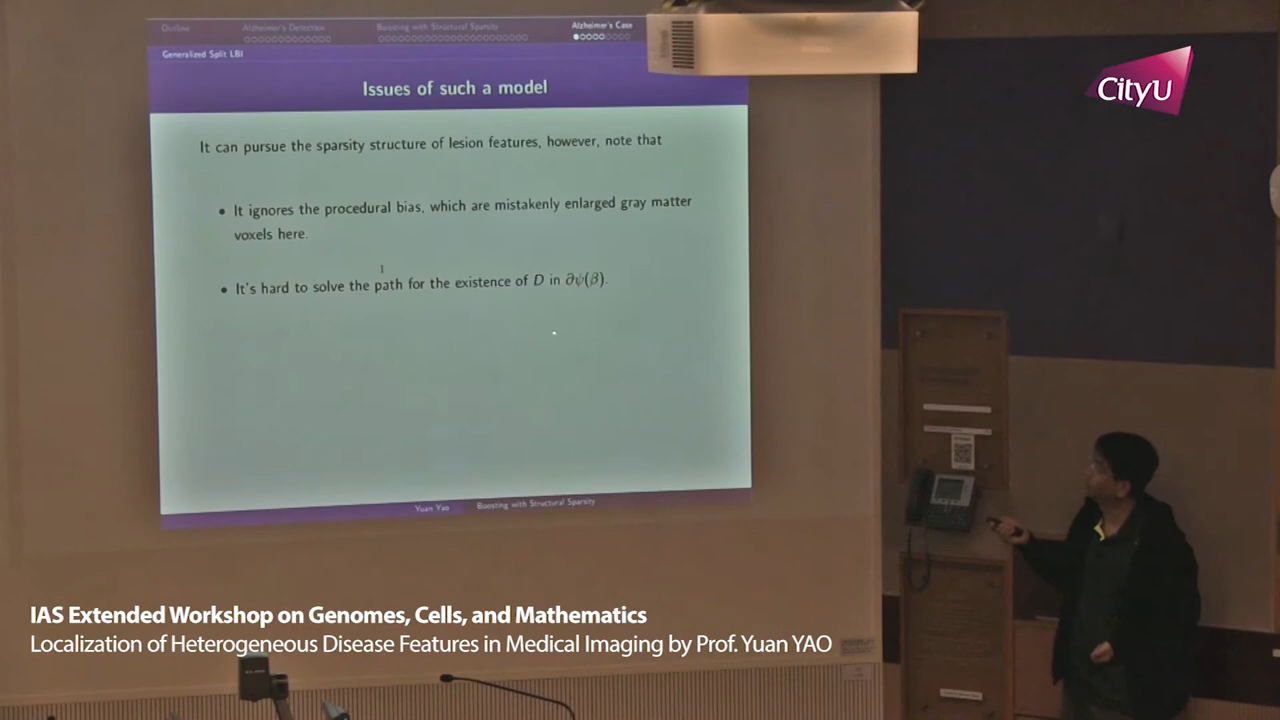 Outline
Alzheimer's Detection
Boosting with Structural Sparsity
Alzheimer's Case
Generalized Split LBI
Issues of such a model
It can pursue the sparsity structure of lesion features, however, note that
• It ignores the procedural bias, which are mistakenly enlarged gray matter
voxels here.
• It's hard to solve the path for the existence of D in ∂ψ(β).
Yuan Yao
Boosting with Structural Sparsity
CityU
IAS Extended Workshop on Genomes, Cells, and Mathematics
Localization of Heterogeneous Disease Features in Medical Imaging by Prof. Yuan YAO